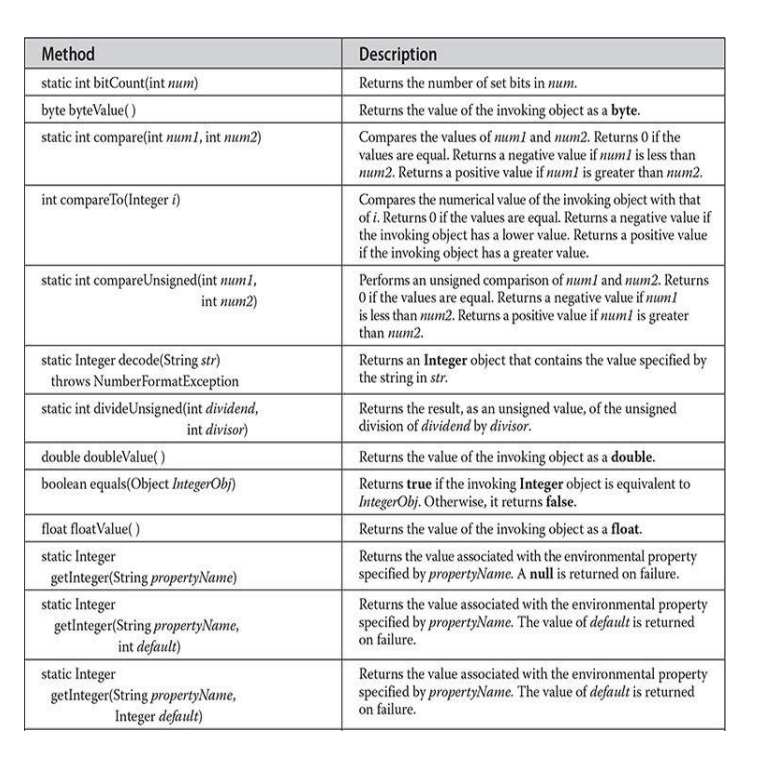 Method Description
static int bitCount(int num) Returns the number of set bits in num.
byte byteValue( ) Returns the value of the invoking object as a byte.
static int compare(int num1, int num2) Compares the values of num1 and num2. Returns 0 if the
values are equal. Returns a negative value if num1 is less than
num2. Returns a positive value if num1 is greater than num2.
int compareTo(Integer i) Compares the numerical value of the invoking object with that
of i. Returns 0 if the values are equal. Returns a negative value if
the invoking object has a lower value. Returns a positive value
if the invoking object has a greater value.
static int compareUnsigned(int num1, Performs an unsigned comparison of num1 and num2. Returns
int num2) 0 if the values are equal. Returns a negative value if num1
is less than num2. Returns a positive value if num1 is greater
than num2.
static Integer decode(String str) Returns an Integer object that contains the value specified by
throws NumberFormatException the string in str.
static int divideUnsigned(int dividend, Returns the result, as an unsigned value, of the unsigned
int divisor) division of dividend by divisor.
double doubleValue( ) Returns the value of the invoking object as a double.
boolean equals(Object IntegerObj) Returns true if the invoking Integer object is equivalent to
IntegerObj. Otherwise, it returns false.
float floatValue( ) Returns the value of the invoking object as a float.
static Integer Returns the value associated with the environmental property
getInteger(String propertyName) specified by propertyName. A null is returned on failure.
static Integer Returns the value associated with the environmental property
getInteger(String propertyName, specified by propertyName. The value of default is returned
int default) on failure.
static Integer Returns the value associated with the environmental property
getInteger(String propertyName, specified by propertyName. The value of default is returned
Integer default) on failure.